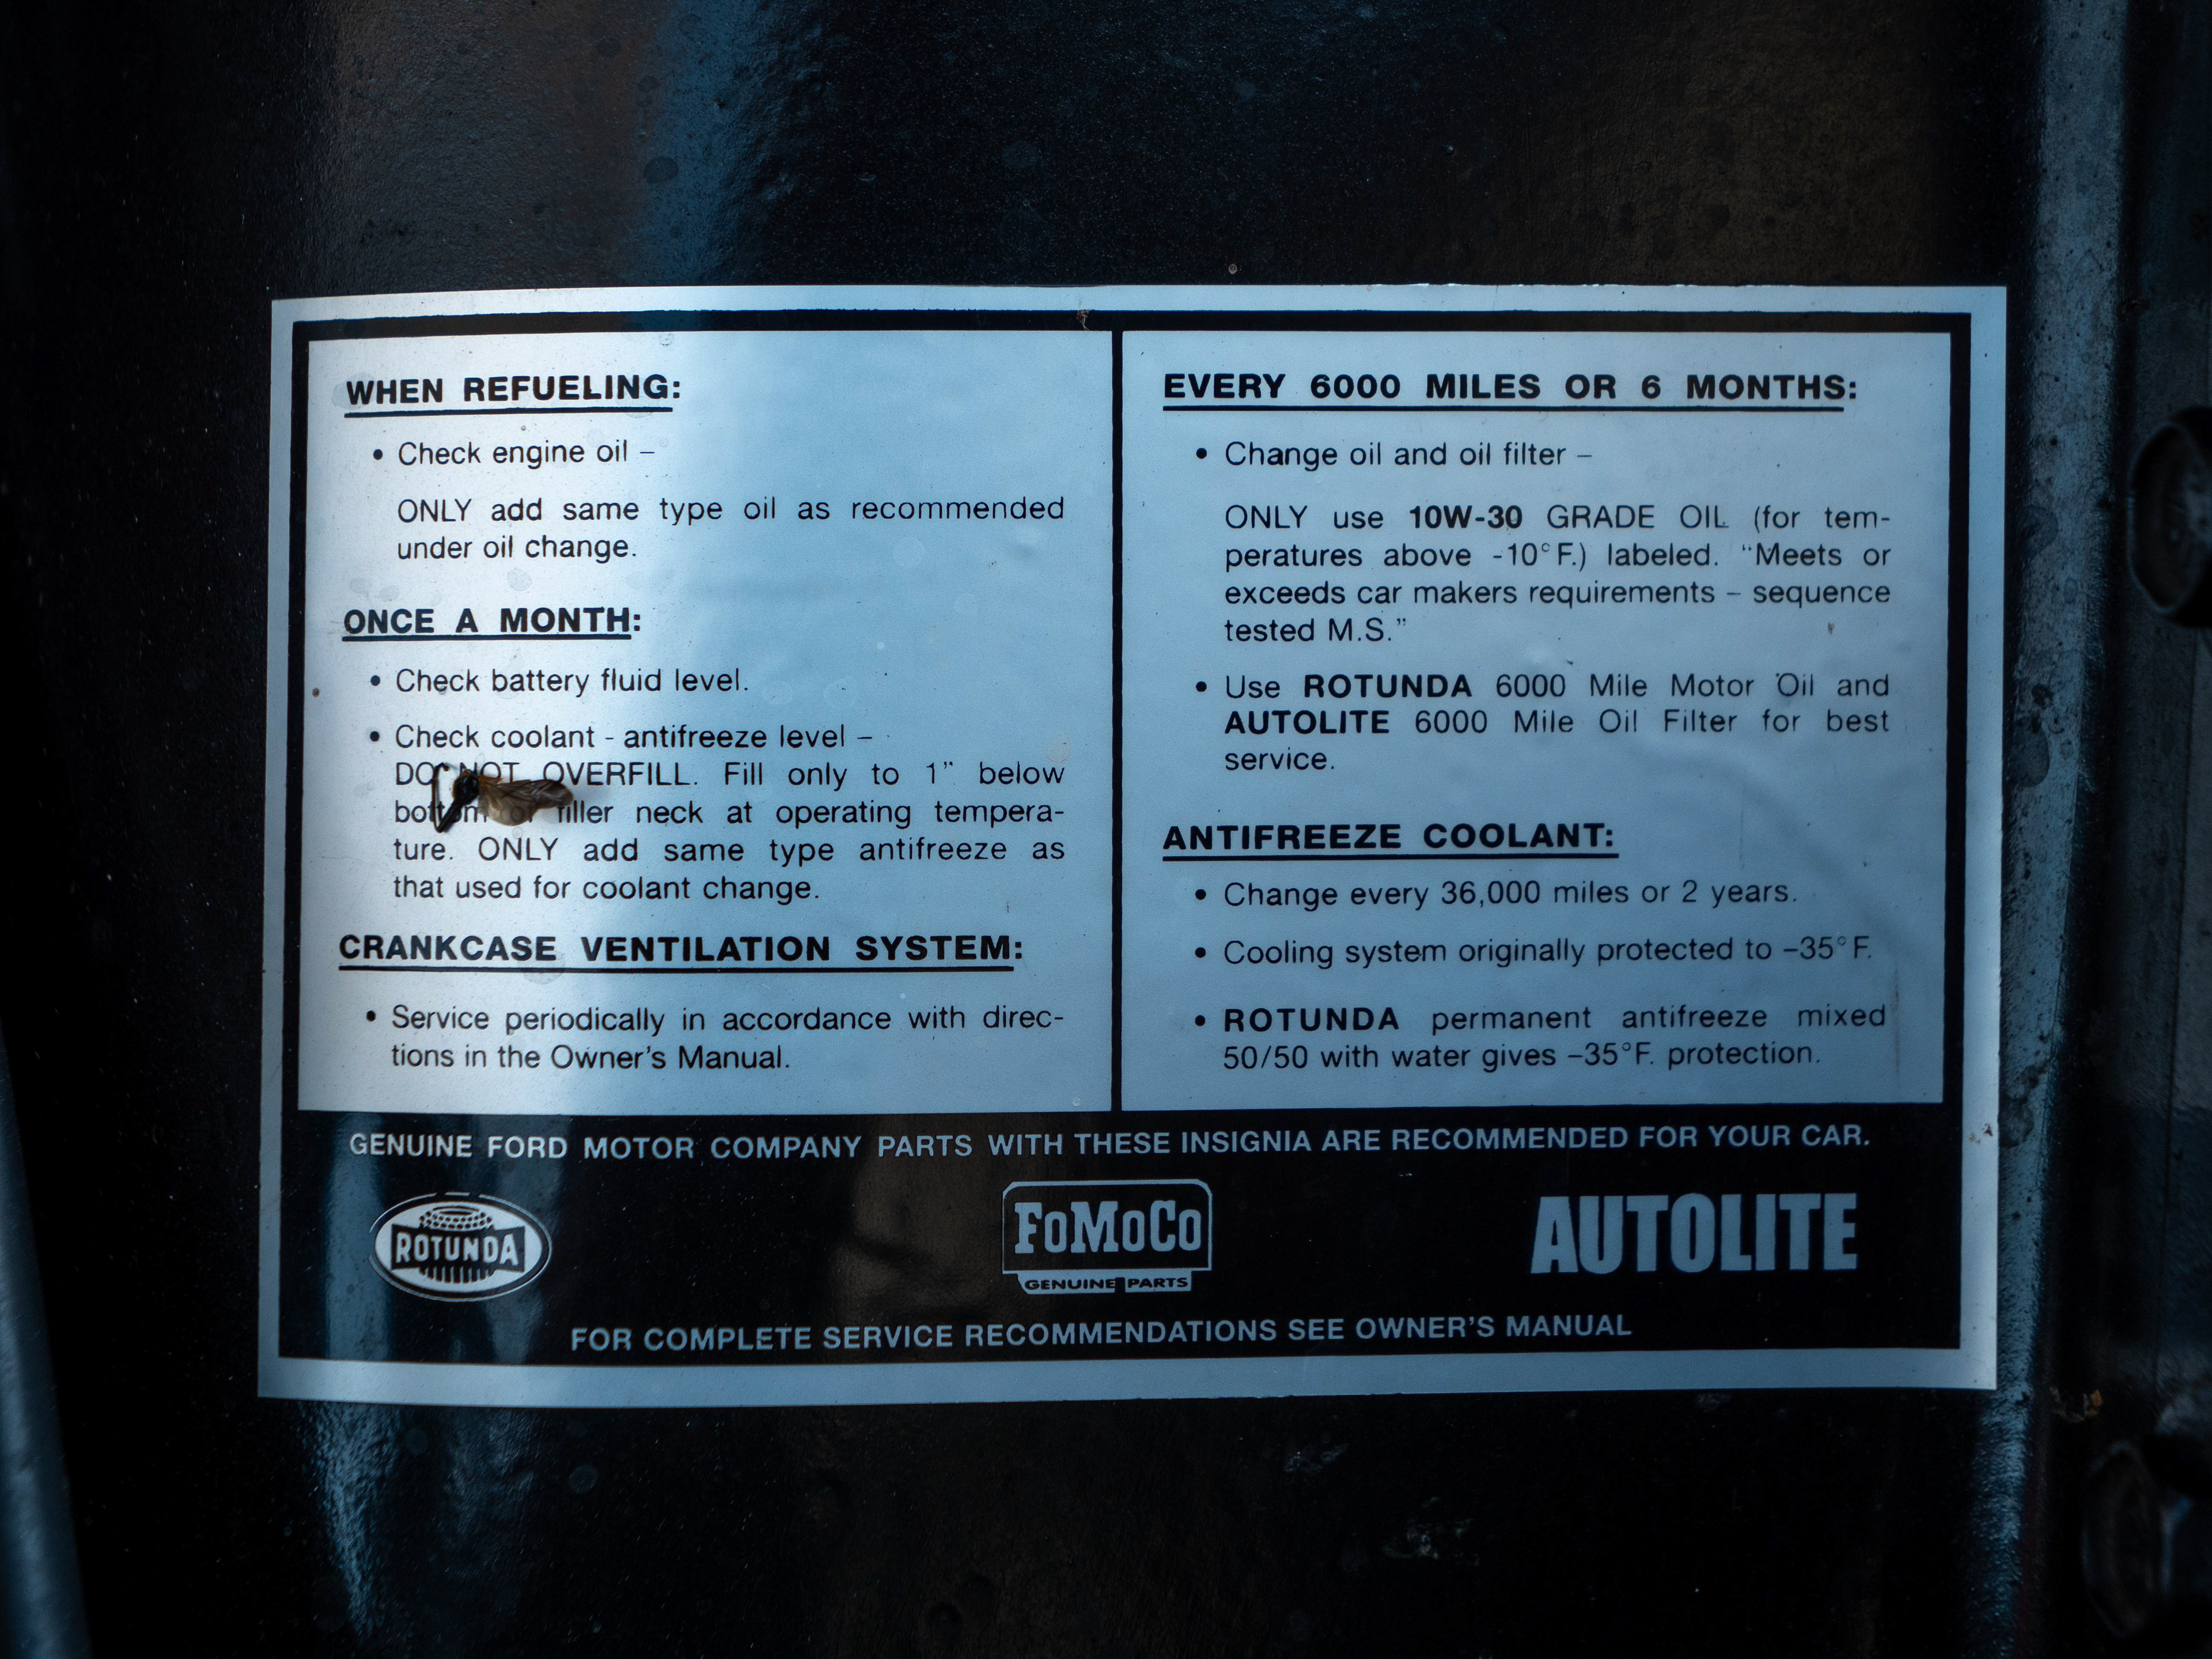 WHEN REFUELING:
• Check engine oil –
ONLY add same type oil as recommended
under oil change.
ONCE A MONTH:
• Check battery fluid level.
• Check coolant - antifreeze level –
DO NOT OVERFILL. Fill only to 1" below
bottom of filler neck at operating tempera-
ture. ONLY add same type antifreeze as
that used for coolant change.
CRANKCASE VENTILATION SYSTEM:
• Service periodically in accordance with direc-
tions in the Owner's Manual.
EVERY 6000 MILES OR 6 MONTHS:
• Change oil and oil filter –
ONLY use 10W-30 GRADE OIL (for tem-
peratures above -10°F.) labeled. "Meets or
exceeds car makers requirements – sequence
tested M.S."
• Use ROTUNDA 6000 Mile Motor Oil and
AUTOLITE 6000 Mile Oil Filter for best
service.
ANTIFREEZE COOLANT:
• Change every 36,000 miles or 2 years.
• Cooling system originally protected to –35°F.
• ROTUNDA permanent antifreeze mixed
50/50 with water gives –35°F. protection.
GENUINE FORD MOTOR COMPANY PARTS WITH THESE INSIGNIA ARE RECOMMENDED FOR YOUR CAR.
ROTUNDA
FoMoCo
GENUINE PARTS
AUTOLITE
FOR COMPLETE SERVICE RECOMMENDATIONS SEE OWNER'S MANUAL